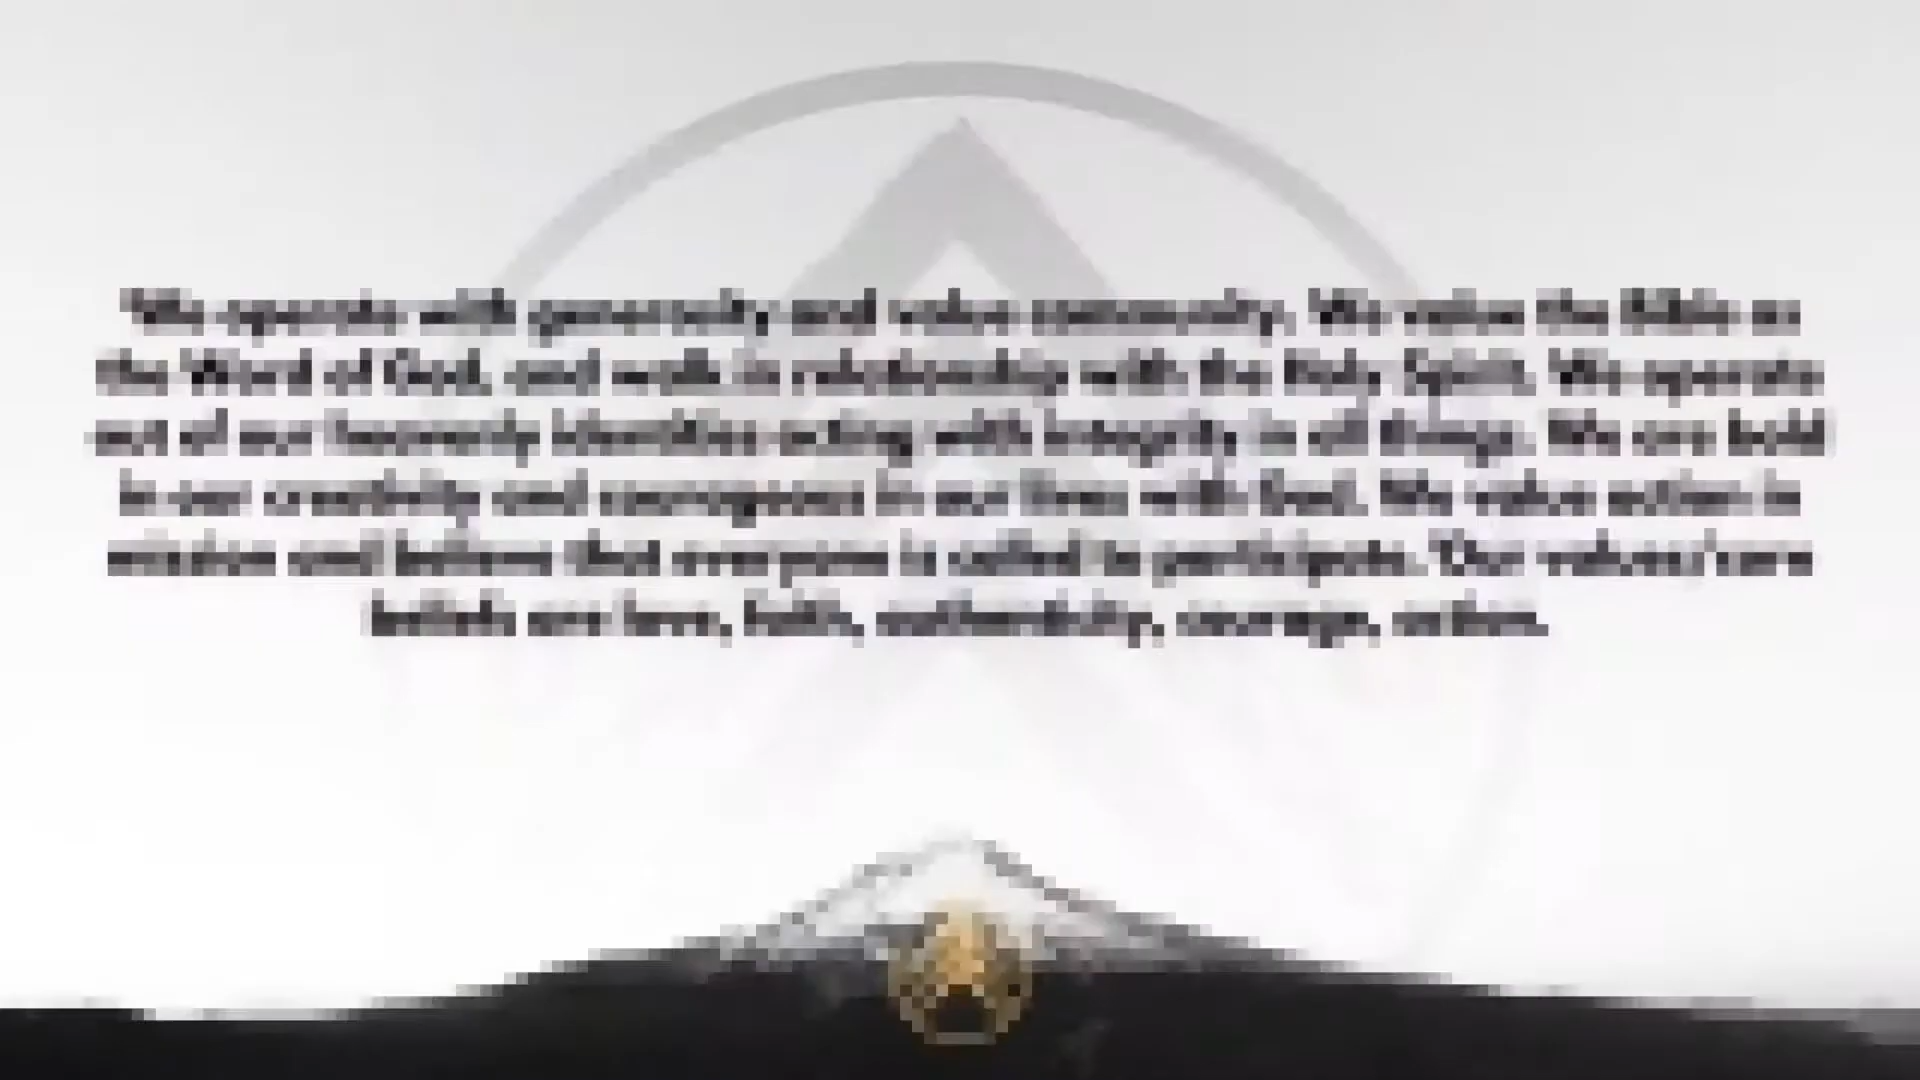 "We operate with generosity and value community. We value the Bible as
the Word of God, and walk in relationship with the Holy Spirit. We operate
out of our heavenly identities acting with integrity in all things. We are bold
in our creativity and courageous in our lives with God. We value action in
mission and believe that everyone is called to participate. "Our values/core
beliefs are love, faith, authenticity, courage, action.